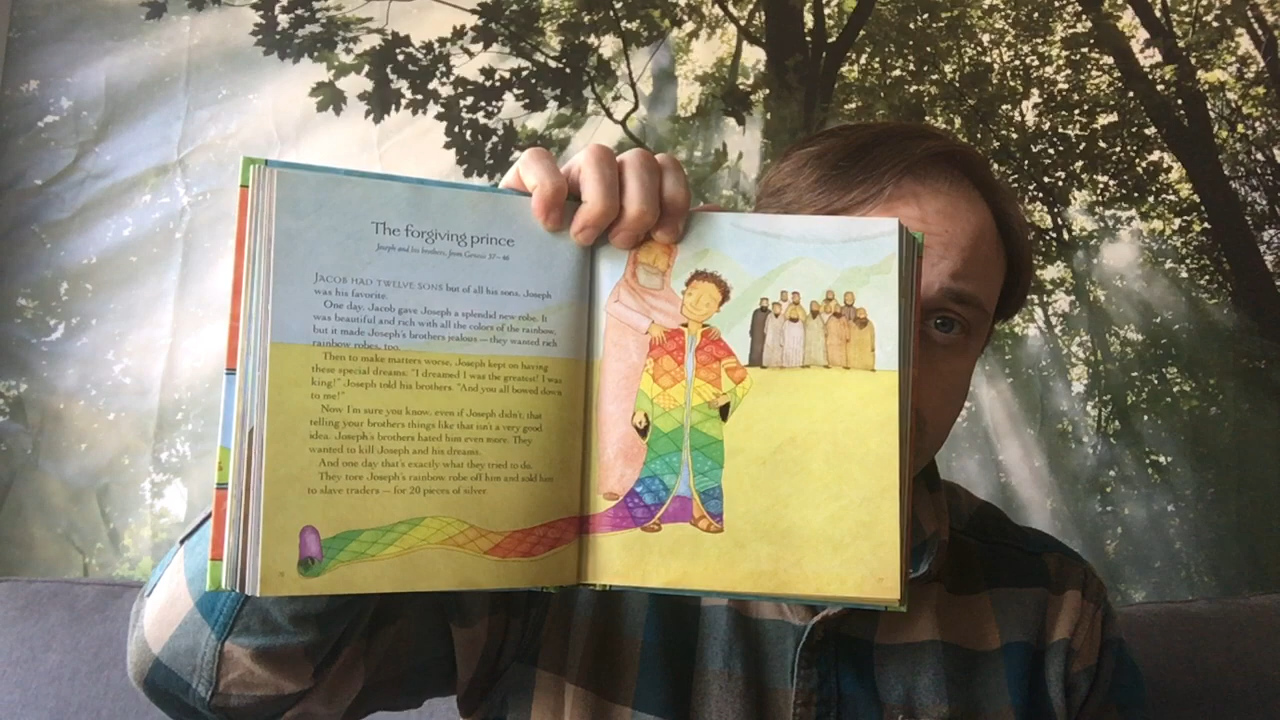 The forgiving prince
Joseph and his brothers, from Genesis 37–46
JACOB HAD TWELVE SONS but of all his sons, Joseph
was his favorite.
One day, Jacob gave Joseph a splendid new robe. It
was beautiful and rich with all the colors of the rainbow,
but it made Joseph's brothers jealous — they wanted rich
rainbow robes, too.
Then to make matters worse, Joseph kept on having
these special dreams. "I dreamed I was the greatest! I was
king!" Joseph told his brothers. "And you all bowed down
to me!"
Now I'm sure you know, even if Joseph didn't, that
telling your brothers things like that isn't a very good
idea. Joseph's brothers hated him even more. They
wanted to kill Joseph and his dreams.
And one day that's exactly what they tried to do.
They tore Joseph's rainbow robe off him and sold him
to slave traders — for 20 pieces of silver.